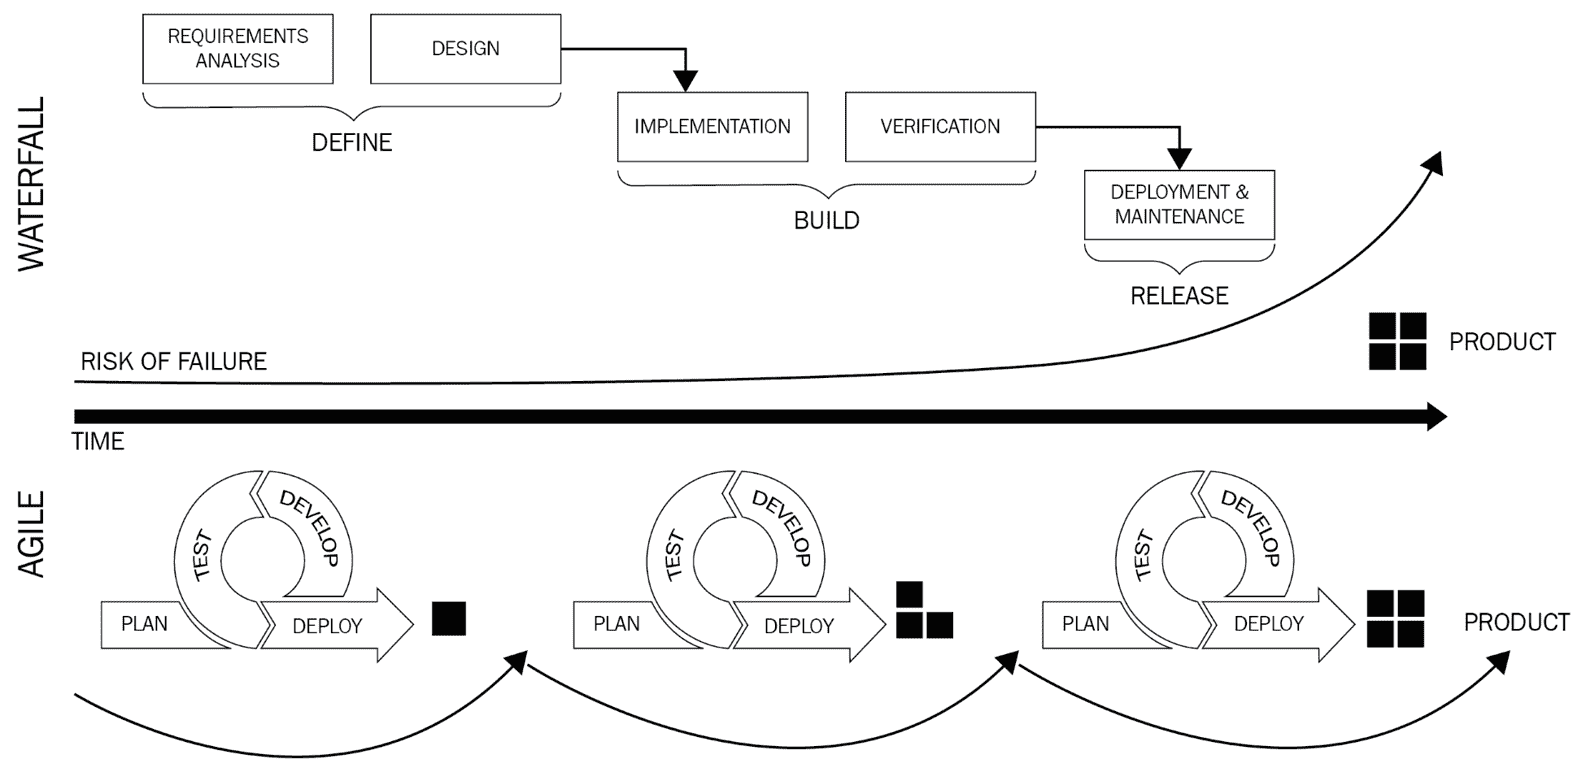 WATERFALL
REQUIREMENTS
ANALYSIS
DESIGN
DEFINE
IMPLEMENTATION
VERIFICATION
BUILD
DEPLOYMENT &
MAINTENANCE
RELEASE
RISK OF FAILURE
PRODUCT
TIME
AGILE
TEST
DEVELOP
PLAN
DEPLOY
TEST
DEVELOP
PLAN
DEPLOY
TEST
DEVELOP
PLAN
DEPLOY
PRODUCT